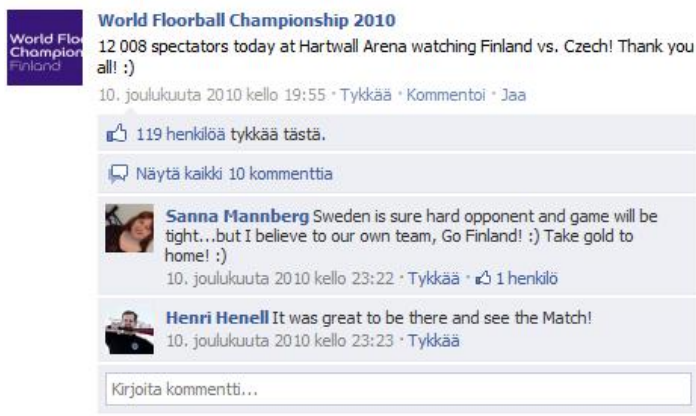 World Floorball Championship 2010
World Flo
Champion
Finland
12 008 spectators today at Hartwall Arena watching Finland vs. Czech! Thank you
all! :)
10. joulukuuta 2010 kello 19:55 · Tykkää · Kommentoi · Jaa
119 henkilöä tykkää tästä.
Näytä kaikki 10 kommenttia
Sanna Mannberg Sweden is sure hard opponent and game will be
tight...but I believe to our own team, Go Finland! :) Take gold to
home! :)
10. joulukuuta 2010 kello 23:22 · Tykkää · 1 henkilö
Henri Henell It was great to be there and see the Match!
10. joulukuuta 2010 kello 23:23 · Tykkää
Kirjoita kommentti...